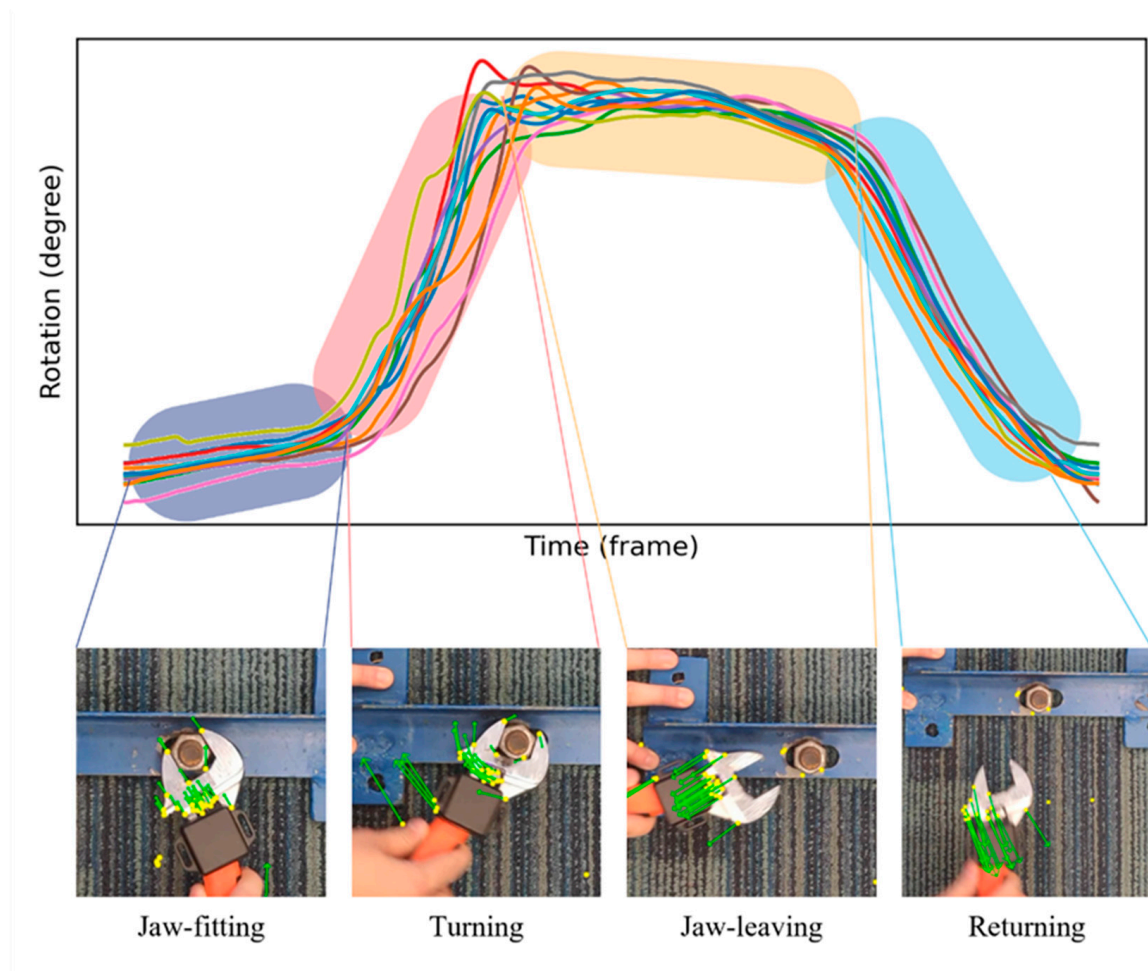 Rotation (degree)
Time (frame)
Jaw-fitting
Turning
Jaw-leaving
Returning